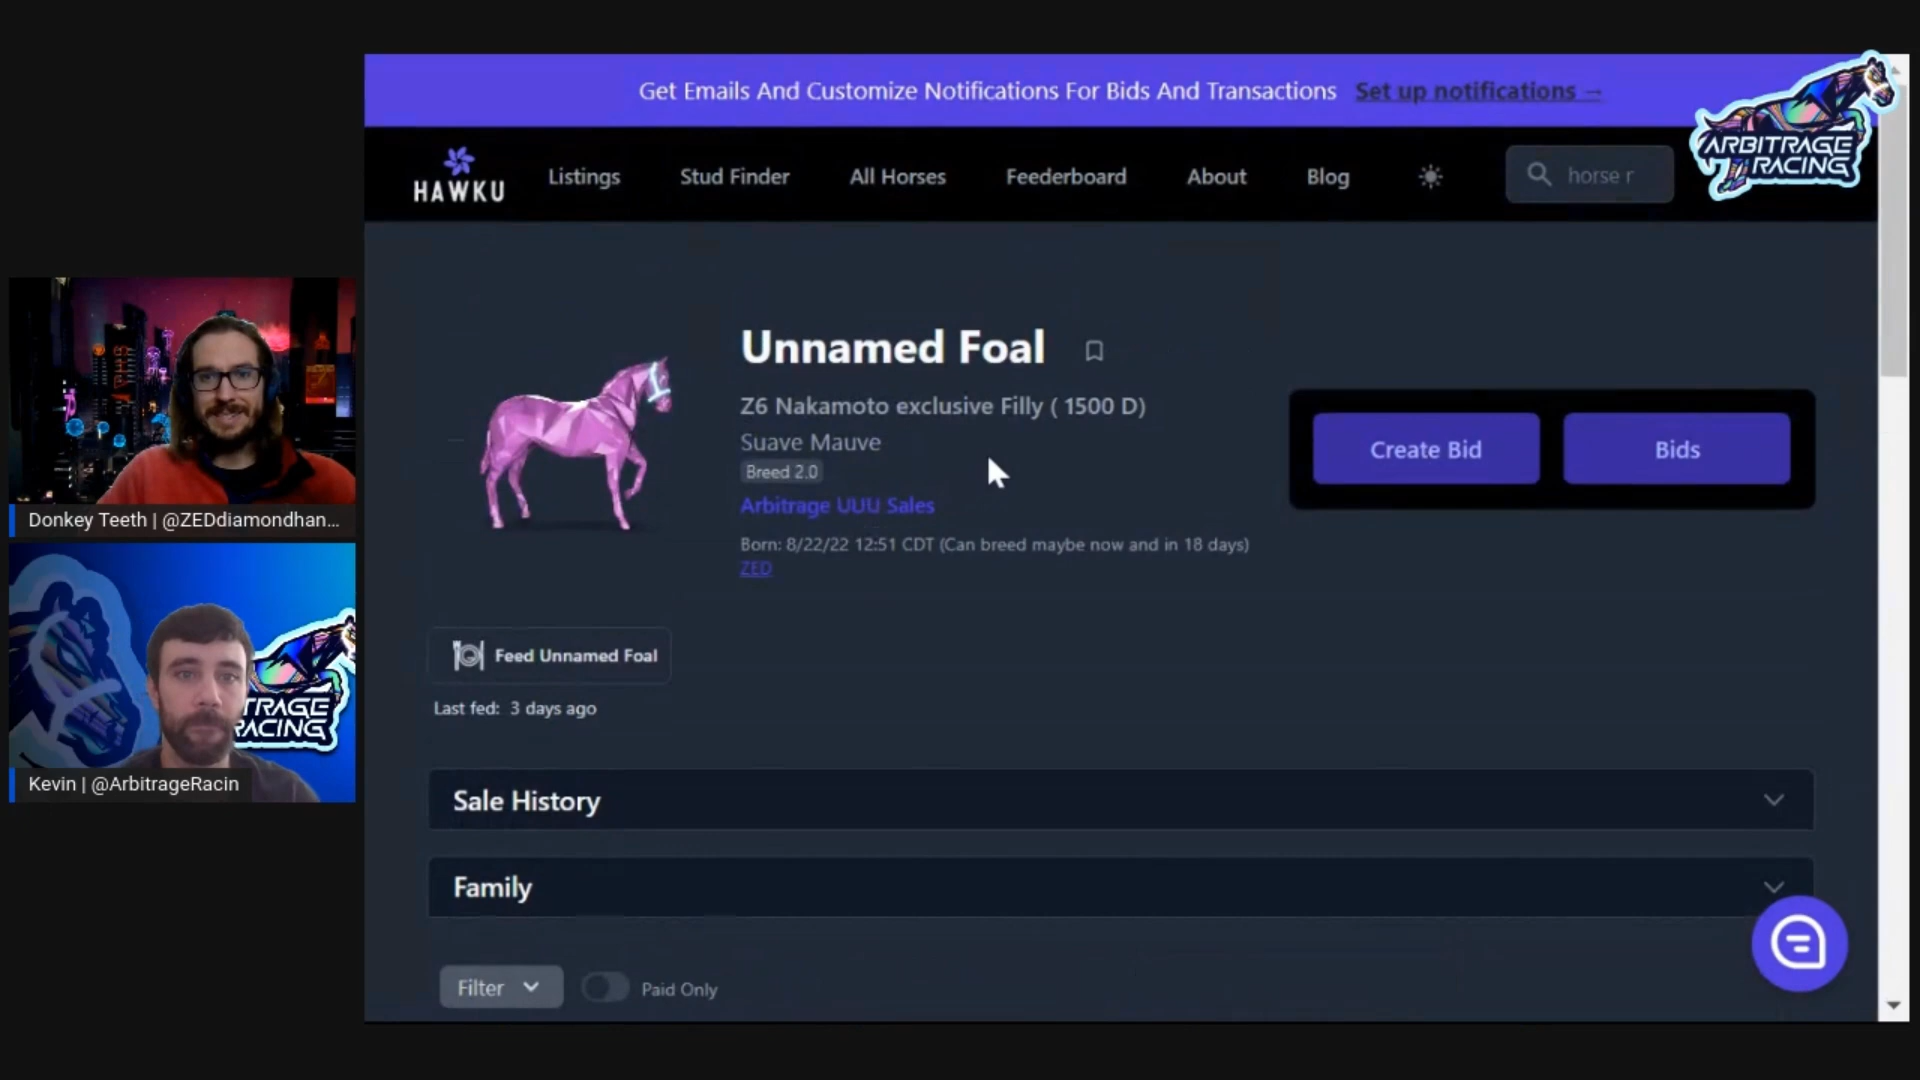 Get Emails And Customize Notifications For Bids And Transactions Set up notifications →
ARBITRAGE
RACING
HAWKU
Listings
Stud Finder
All Horses
Feederboard
About
Blog
horse r
Unnamed Foal
Z6 Nakamoto exclusive Filly ( 1500 D)
Suave Mauve
Breed 2.0
Arbitrage UUU Sales
Born: 8/22/22 12:51 CDT (Can breed maybe now and in 18 days)
ZED
Create Bid
Bids
Donkey Teeth | @ZEDdiamondhan...
TRAGE
RACING
Kevin | @ArbitrageRacin
Feed Unnamed Foal
Last fed: 3 days ago
Sale History
Family
Filter
Paid Only